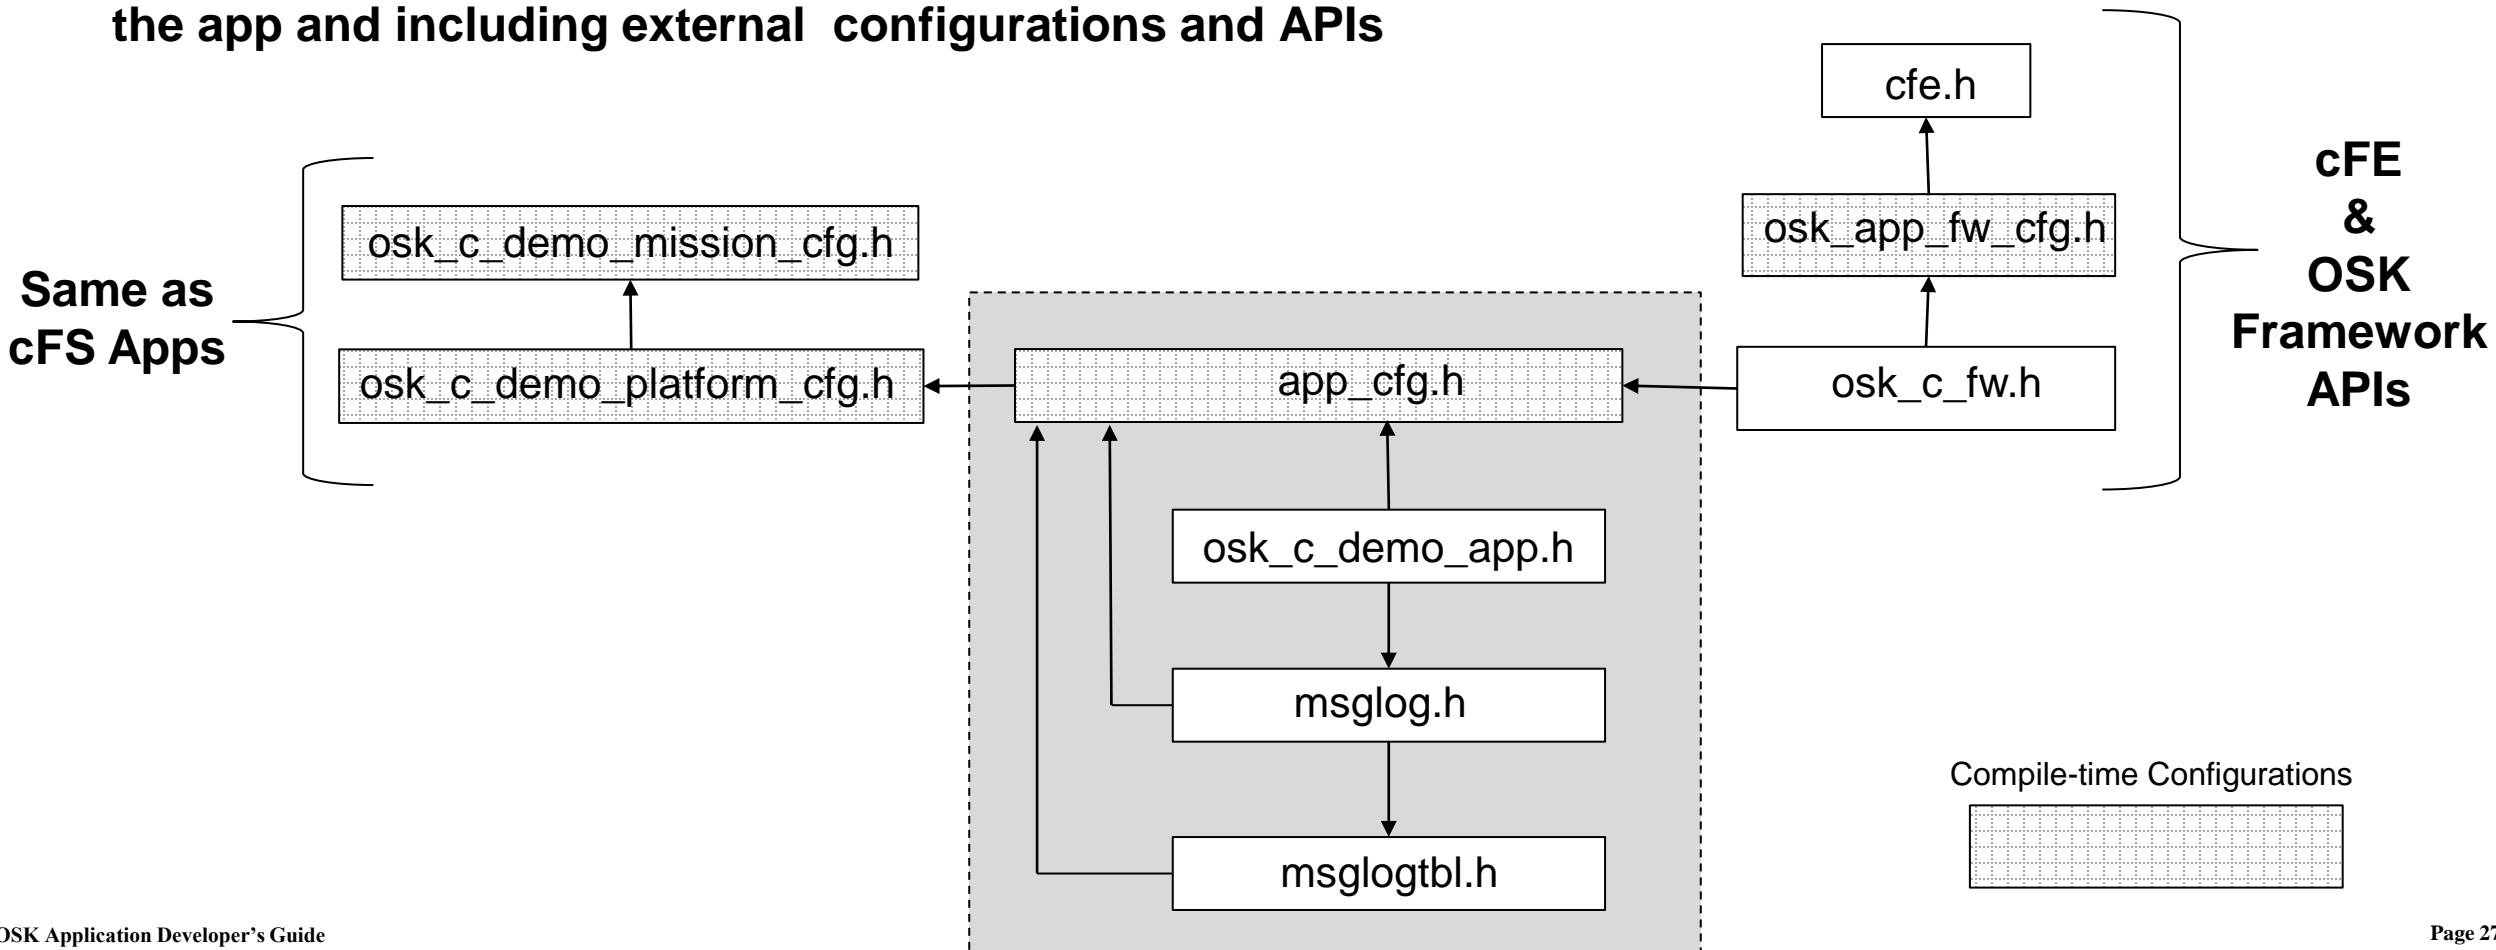 the app and including external  configurations and APIs
cfe.h
cFE
&
OSK
Framework
APIs
osk_app_fw_cfg.h
osk_c_demo_mission_cfg.h
Same as
cFS Apps
osk_c_demo_platform_cfg.h
app_cfg.h
osk_c_fw.h
osk_c_demo_app.h
msglog.h
Compile-time Configurations
msglogtbl.h
OSK Application Developer’s Guide
Page 27